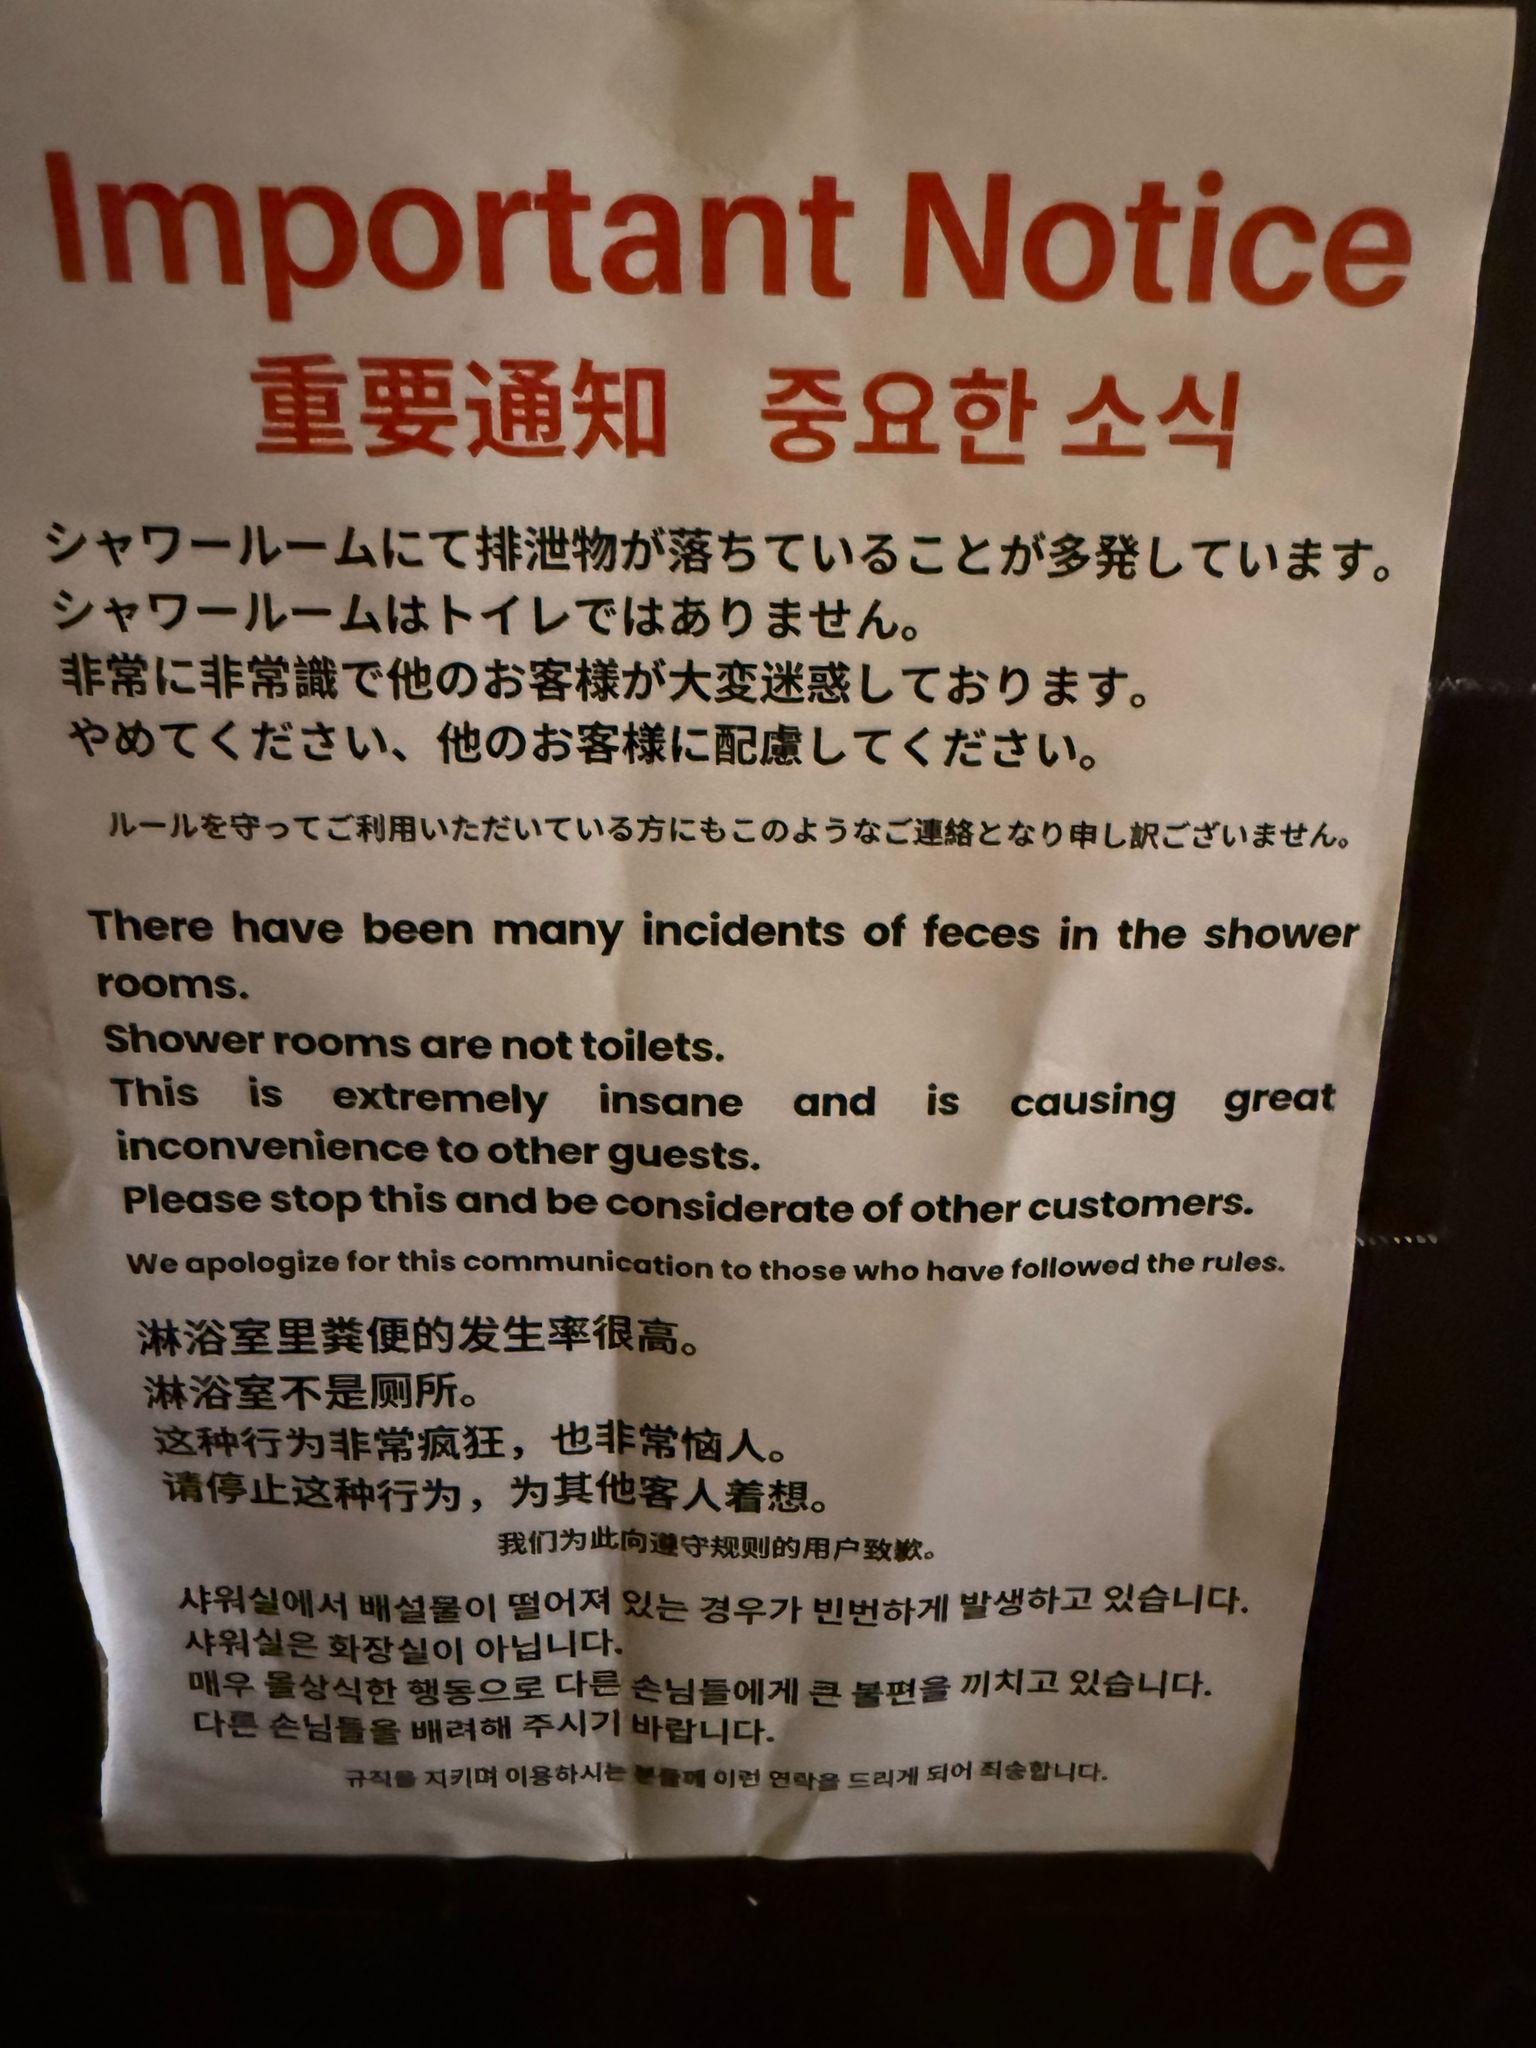 Important Notice
重要通知 중요한 소식
シャワールームにて排泄物が落ちていることが多発しています。
シャワールームはトイレではありません。
非常に非常識で他のお客様が大変迷惑しております。
やめてください、他のお客様に配慮してください。
ルールを守ってご利用いただいている方にもこのようなご連絡となり申し訳ございません。
There have been many incidents of feces in the shower
rooms.
Shower rooms are not toilets.
This is extremely insane and is causing great
inconvenience to other guests.
Please stop this and be considerate of other customers.
We apologize for this communication to those who have followed the rules.
淋浴室里粪便的发生率很高。
淋浴室不是厕所。
这种行为非常疯狂，也非常恼人。
请停止这种行为，为其他客人着想。
我们为此向遵守规则的用户致歉。
샤워실에서 배설물이 떨어져 있는 경우가 빈번하게 발생하고 있습니다.
샤워실은 화장실이 아닙니다.
매우 몰상식한 행동으로 다른 손님들에게 큰 불편을 끼치고 있습니다.
다른 손님들을 배려해 주시기 바랍니다.
규칙을 지키며 이용하시는 분들께 이런 연락을 드리게 되어 죄송합니다.